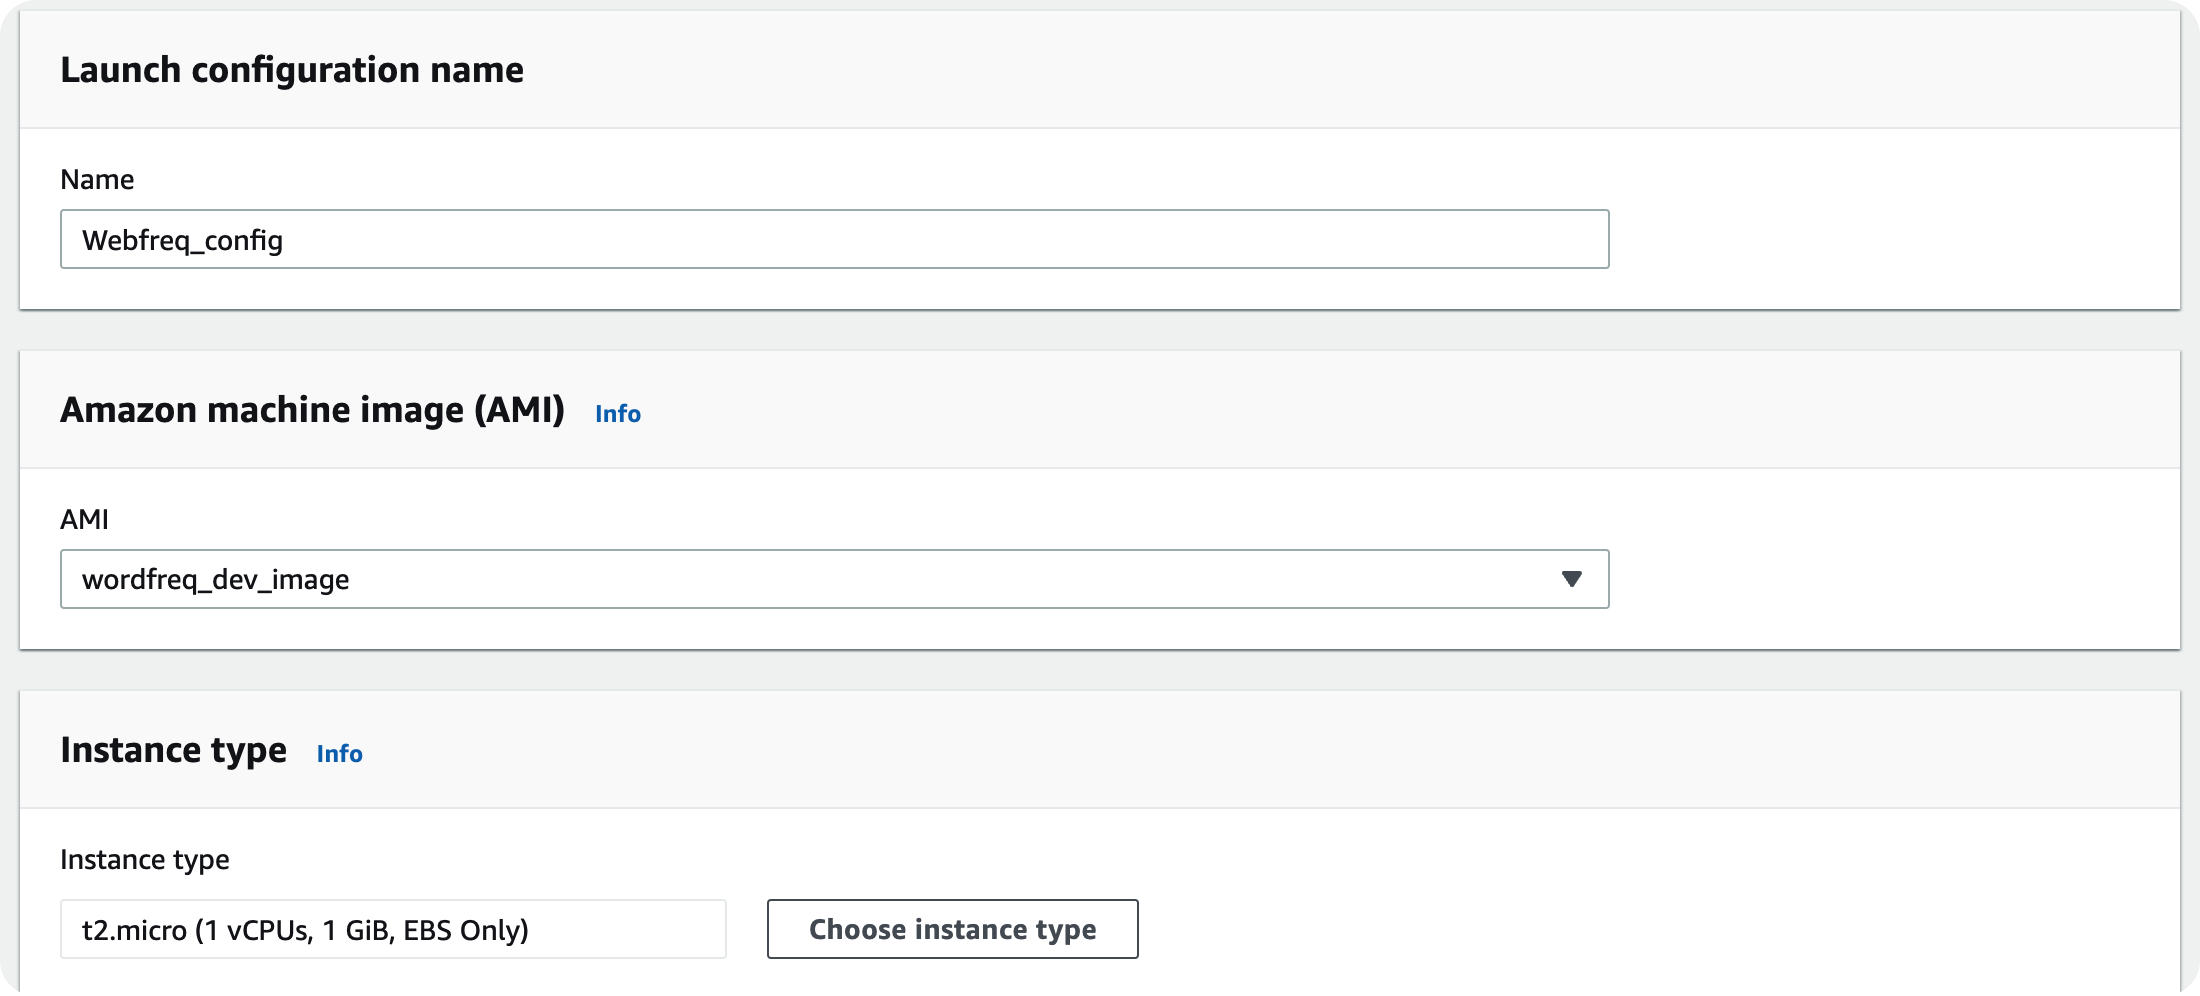 Launch configuration name
Name
Webfreq_config
Amazon machine image (AMI) Info
AMI
wordfreq_dev_image
Instance type Info
Instance type
t2.micro (1 vCPUs, 1 GiB, EBS Only) Choose instance type